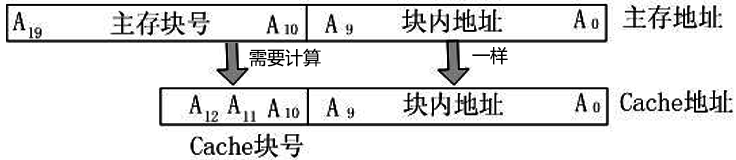 A19 主存块号 A10 A9 块内地址 A0 主存地址
需要计算 一样
A12 A11 A10 A9 块内地址 A0 Cache地址
Cache块号